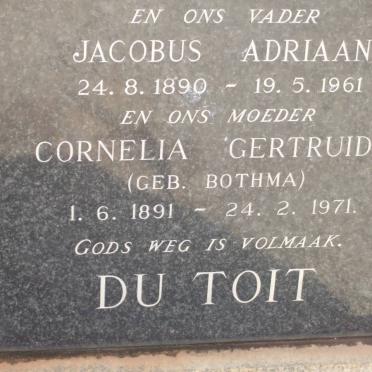 EN ONS VADER
JACOBUS ADRIAAN
24. 8. 1890 - 19. 5. 1961
EN ONS MOEDER
CORNELIA GERTRUID
(GEB. BOTHMA)
1. 6. 1891 - 24. 2. 1971.
GODS WEG IS VOLMAAK.
DU TOIT